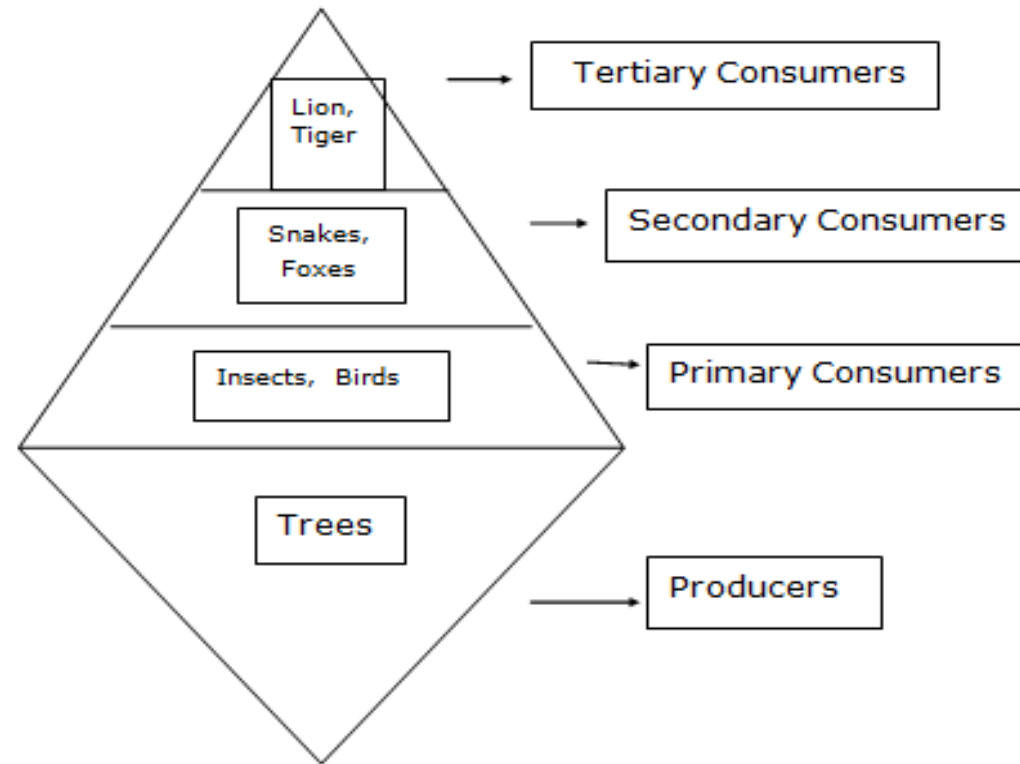 Tertiary Consumers
Lion,
Tiger
Secondary Consumers
Snakes,
Foxes
Primary Consumers
Insects, Birds
Trees
Producers